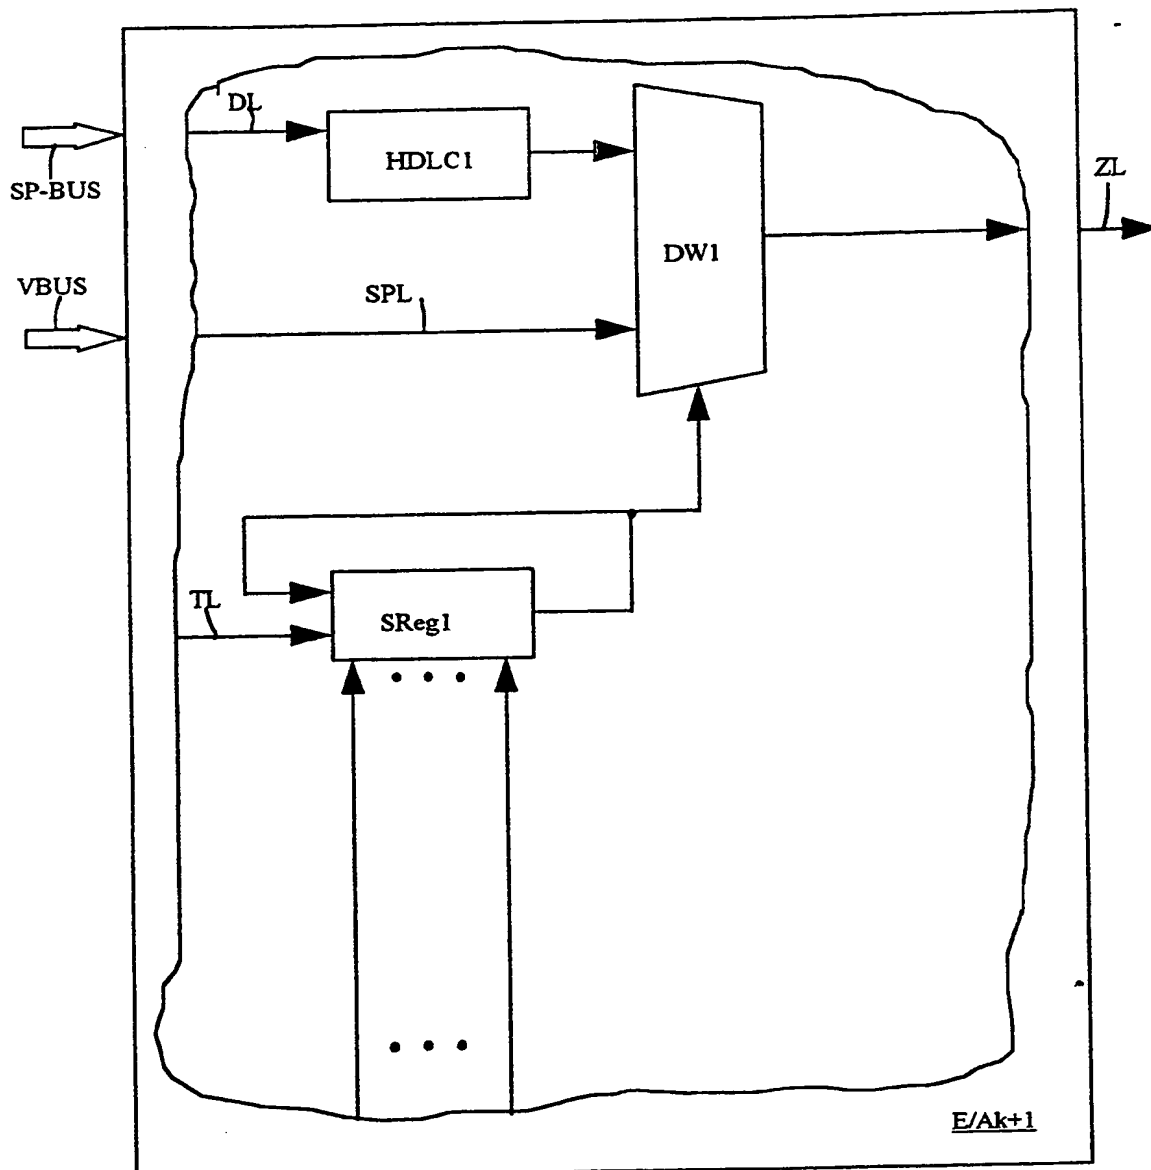 DL
HDLC1
SP-BUS
ZL
DW1
VBUS
SPL
TL
SReg1
E/Ak+1